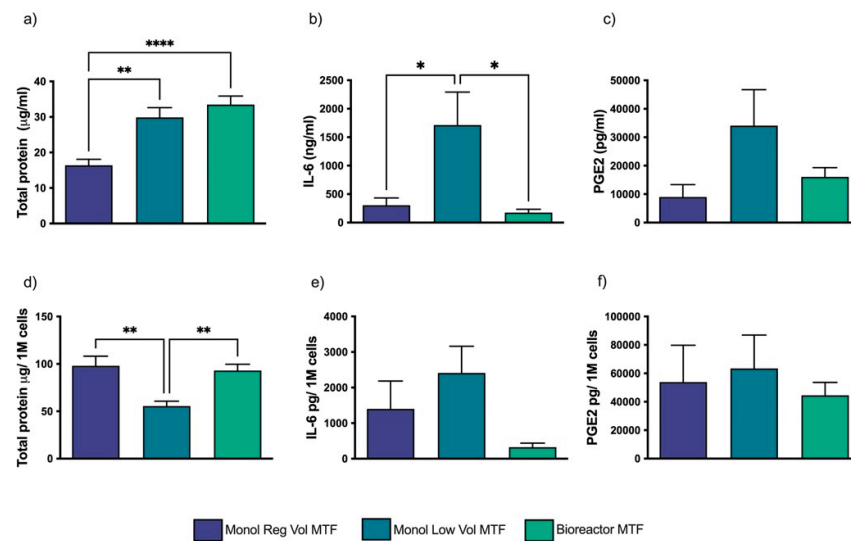 a)
b)
c)
****
**
Total protein (µg/ml)
40
30
20
10
0
*
*
IL-6 (ng/ml)
2500
2000
1500
1000
500
0
PGE2 (pg/ml)
50000
40000
30000
20000
10000
0
d)
e)
f)
**
**
Total protein µg/ 1M cells
100
50
0
IL-6 pg/ 1M cells
4000
3000
2000
1000
0
PGE2 pg/ 1M cells
100000
80000
60000
40000
20000
0
Monol Reg Vol MTF
Monol Low Vol MTF
Bioreactor MTF